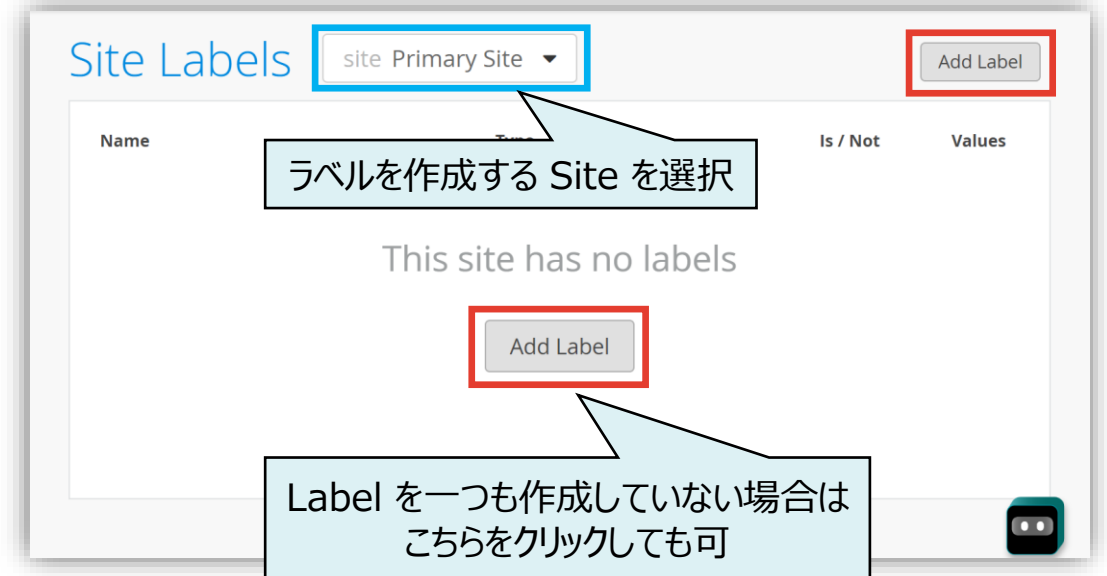 Site Labels site Primary Site Add Label
Name Is / Not Values
ラベルを作成する Site を選択
This site has no labels
Add Label
Label を一つも作成していない場合は
こちらをクリックしても可